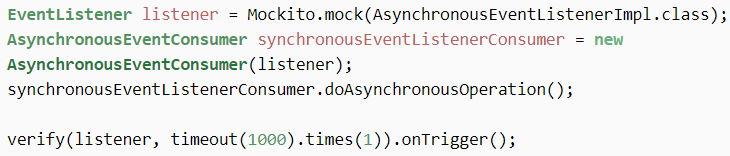 EventListener listener = Mockito.mock(AsynchronousEventListenerImpl.class);
AsynchronousEventConsumer synchronousEventListenerConsumer = new
AsynchronousEventConsumer(listener);
synchronousEventListenerConsumer.doAsynchronousOperation();
verify(listener, timeout(1000).times(1)).onTrigger();